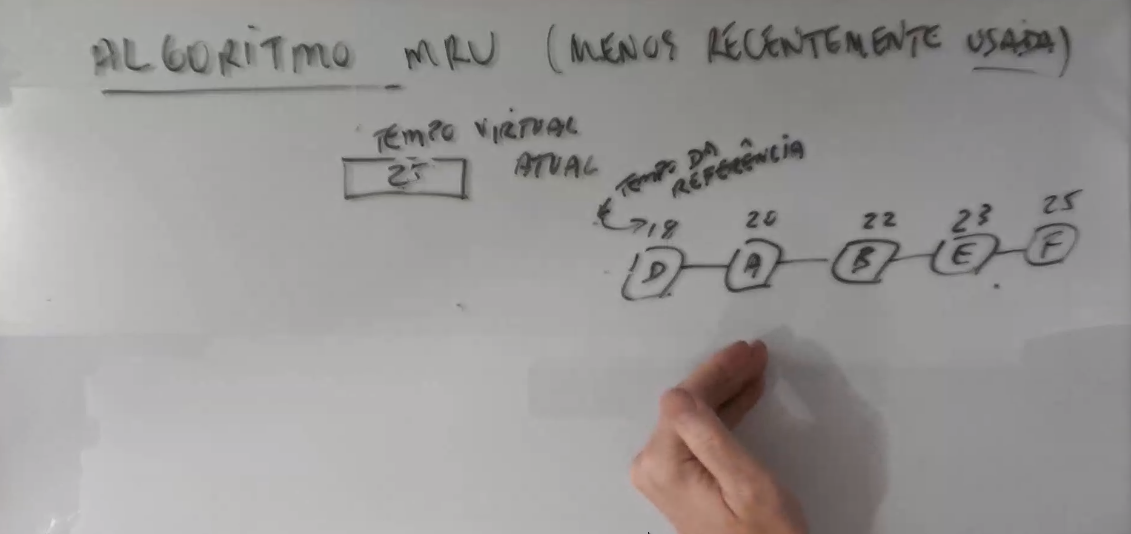 ALGORITMO MRU (MENOS RECENTEMENTE USADA)
TEMPO VIRTUAL
ATUAL
25
TEMPO DA
REFERÊNCIA
18 20 22 23 25
D A B E F